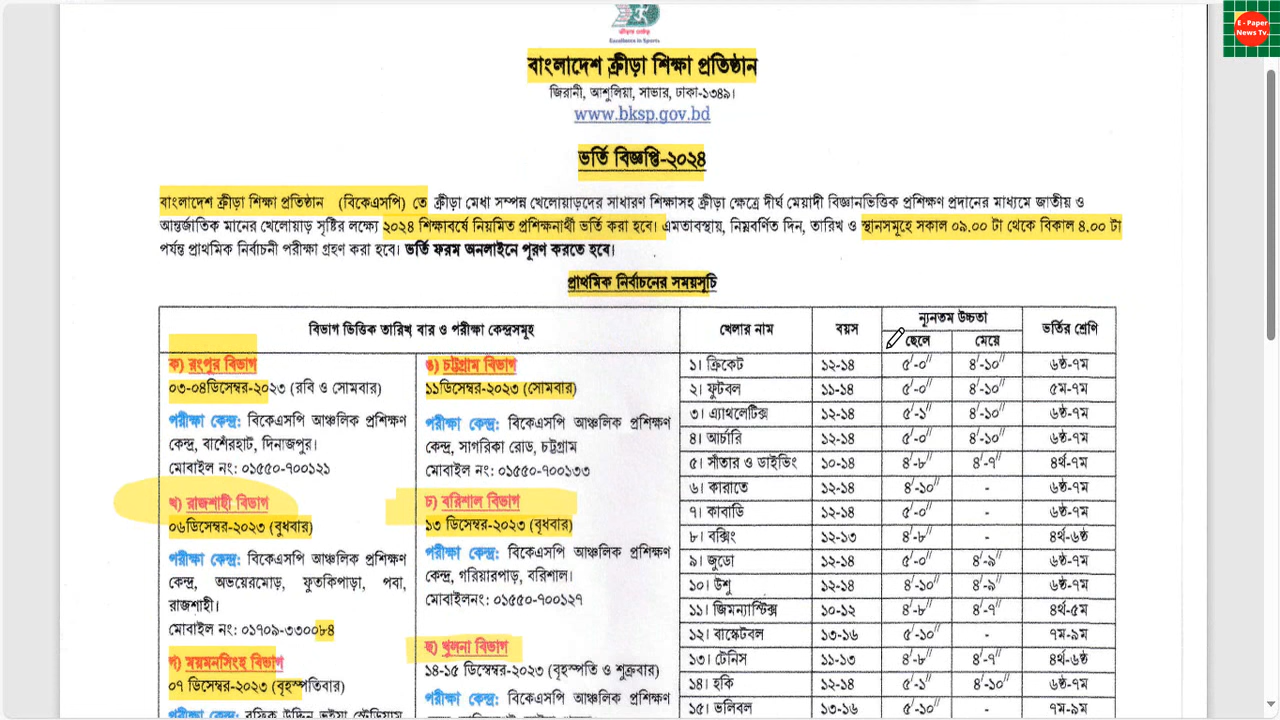 E - Paper
News Tv.
ক্রীড়াই শক্তি
Excellence in Sports
বাংলাদেশ ক্রীড়া শিক্ষা প্রতিষ্ঠান
জিরানী, আশুলিয়া, সাভার, ঢাকা-১৩৪৯।
www.bksp.gov.bd
ভর্তি বিজ্ঞপ্তি-২০২৪
বাংলাদেশ ক্রীড়া শিক্ষা প্রতিষ্ঠান (বিকেএসপি) তে ক্রীড়া মেধা সম্পন্ন খেলোয়াড়দের সাধারণ শিক্ষাসহ ক্রীড়া ক্ষেত্রে দীর্ঘ মেয়াদী বিজ্ঞানভিত্তিক প্রশিক্ষণ প্রদানের মাধ্যমে জাতীয় ও
আন্তর্জাতিক মানের খেলোয়াড় সৃষ্টির লক্ষ্যে ২০২৪ শিক্ষাবর্ষে নিয়মিত প্রশিক্ষনার্থী ভর্তি করা হবে। এমতাবস্থায়, নিম্নবর্ণিত দিন, তারিখ ও স্থানসমূহে সকাল ০৯.০০ টা থেকে বিকাল ৪.০০ টা
পর্যন্ত প্রাথমিক নির্বাচনী পরীক্ষা গ্রহণ করা হবে। ভর্তি ফরম অনলাইনে পূরণ করতে হবে।
প্রাথমিক নির্বাচনের সময়সূচি
বিভাগ ভিত্তিক তারিখ বার ও পরীক্ষা কেন্দ্রসমূহ
ক) রংপুর বিভাগ
০৩-০৪ডিসেম্বর-২০২৩ (রবি ও সোমবার)
পরীক্ষা কেন্দ্র: বিকেএসপি আঞ্চলিক প্রশিক্ষণ
কেন্দ্র, বাশেঁরহাট, দিনাজপুর।
মোবাইল নং: ০১৫৫০-৭০০১২১
খ) রাজশাহী বিভাগ
০৬ডিসেম্বর-২০২৩ (বুধবার)
পরীক্ষা কেন্দ্র: বিকেএসপি আঞ্চলিক প্রশিক্ষণ
কেন্দ্র, অভয়েরমোড়, ফুতকিপাড়া, পবা,
রাজশাহী।
মোবাইল নং: ০১৭০৯-৩৩০০৮৪
গ) ময়মনসিংহ বিভাগ
০৭ ডিসেম্বর-২০২৩ (বৃহস্পতিবার)
পরীক্ষা কেন্দ্র: রফিক উদ্দিন ভূইয়া স্টেডিয়াম
ঙ) চট্টগ্রাম বিভাগ
১১ডিসেম্বর-২০২৩ (সোমবার)
পরীক্ষা কেন্দ্র: বিকেএসপি আঞ্চলিক প্রশিক্ষণ
কেন্দ্র, সাগরিকা রোড, চট্টগ্রাম
মোবাইল নং: ০১৫৫০-৭০০১৩৩
চ) বরিশাল বিভাগ
১৩ ডিসেম্বর-২০২৩ (বৃধবার)
পরীক্ষা কেন্দ্র: বিকেএসপি আঞ্চলিক প্রশিক্ষণ
কেন্দ্র, গরিয়ারপাড়, বরিশাল।
মোবাইলনং: ০১৫৫০-৭০০১২৭
ছ) খুলনা বিভাগ
১৪-১৫ ডিস্বেম্বর-২০২৩ (বৃহস্পতি ও শুক্রবার)
পরীক্ষা কেন্দ্র: বিকেএসপি আঞ্চলিক প্রশিক্ষণ
খেলার নাম বয়স ন্যূনতম উচ্চতা ভর্তির শ্রেণি
ছেলে মেয়ে
১। ক্রিকেট ১২-১৪ ৫'-০" ৪'-১০" ৬ষ্ঠ-৭ম
২। ফুটবল ১১-১৪ ৫'-০" ৪'-১০" ৫ম-৭ম
৩। এ্যাথলেটিক্স ১২-১৪ ৫'-১" ৪'-১০" ৬ষ্ঠ-৭ম
৪। আর্চারি ১২-১৪ ৫'-০" ৪'-১০" ৬ষ্ঠ-৭ম
৫। সাঁতার ও ডাইভিং ১০-১৪ ৪'-৮" ৪'-৭" ৪র্থ-৭ম
৬। কারাতে ১২-১৪ ৪'-১০" - ৬ষ্ঠ-৭ম
৭। কাবাডি ১২-১৪ ৫'-০" - ৬ষ্ঠ-৭ম
৮। বক্সিং ১২-১৩ ৪'-৮" - ৪র্থ-৬ষ্ঠ
৯। জুডো ১২-১৪ ৫'-০" ৪'-৯" ৬ষ্ঠ-৭ম
১০। উশু ১২-১৪ ৪'-১০" ৪'-৯" ৬ষ্ঠ-৭ম
১১। জিমন্যাস্টিক্স ১০-১২ ৪'-৮" ৪'-৭" ৪র্থ-৫ম
১২। বাস্কেটবল ১৩-১৬ ৫'-১০" - ৭ম-৯ম
১৩। টেনিস ১১-১৩ ৪'-৮" ৪'-৭" ৪র্থ-৬ষ্ঠ
১৪। হকি ১২-১৪ ৫'-১" ৪'-১০" ৬ষ্ঠ-৭ম
১৫। ভলিবল ১৩-১৬ ৫'-১০" - ৭ম-৯ম